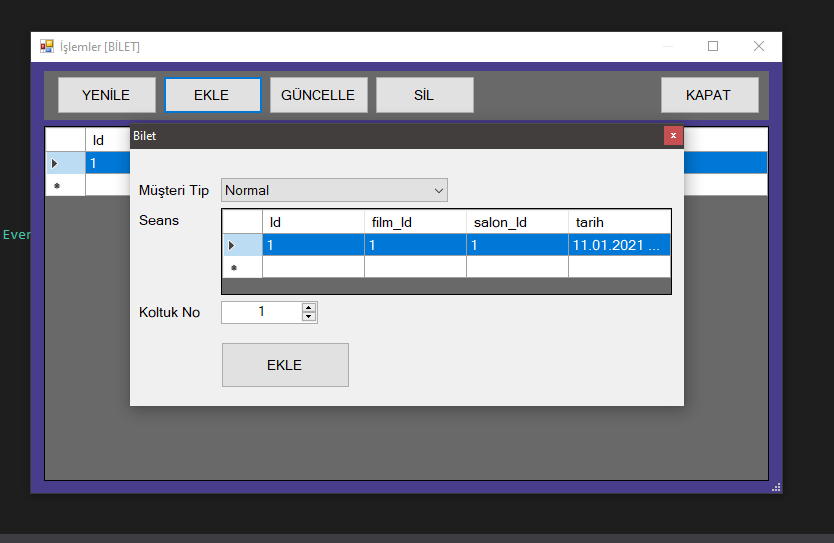 İşlemler [BİLET]
YENİLE EKLE GÜNCELLE SİL KAPAT
Id
1
Bilet x
Müşteri Tip Normal
Seans
Id film_Id salon_Id tarih
1 1 1 11.01.2021 ...
Koltuk No 1
EKLE
Ever